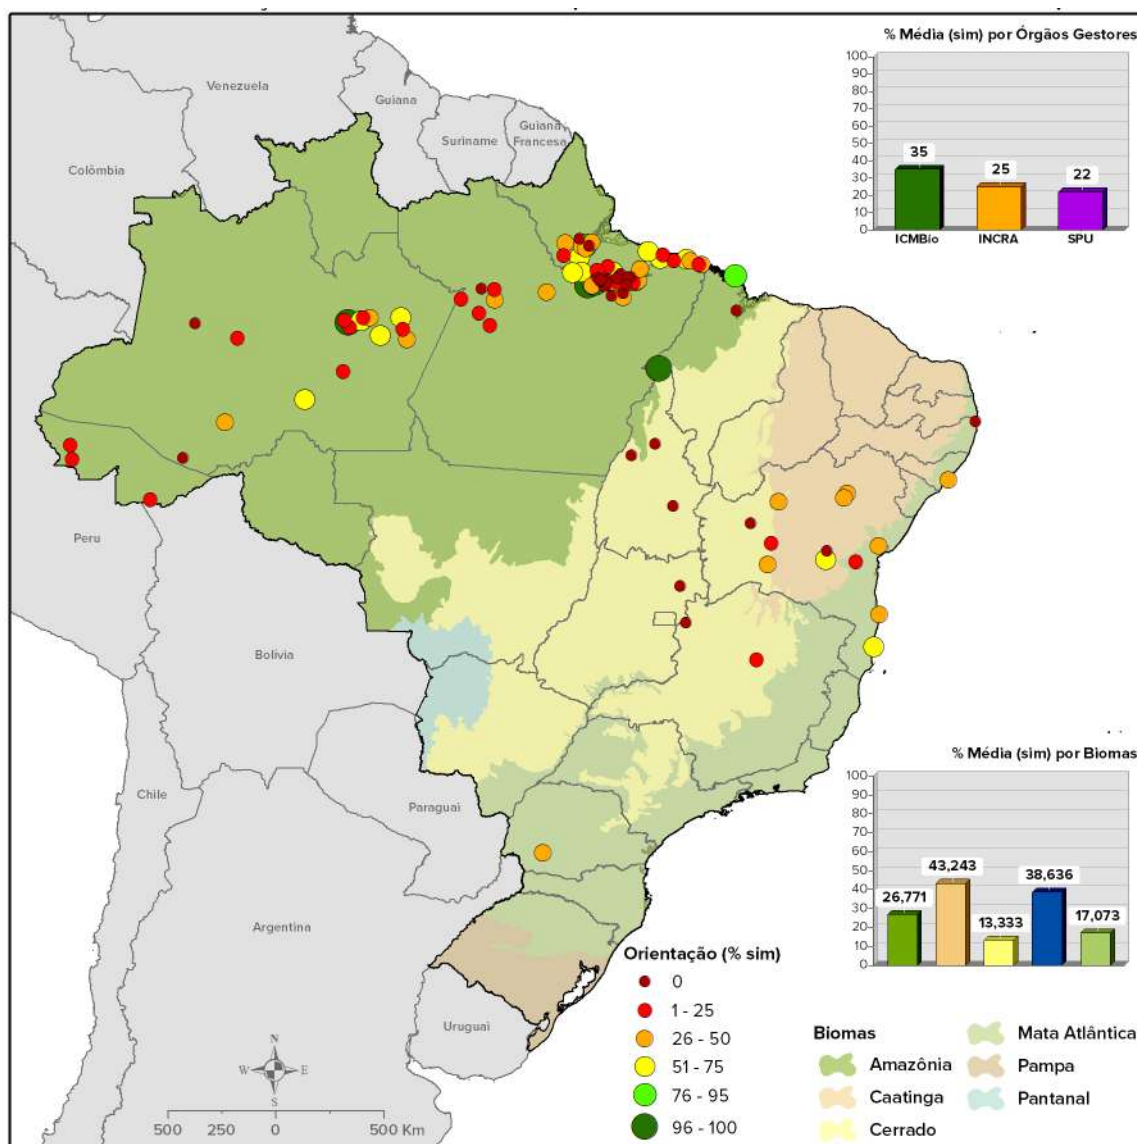 % Média (sim) por Órgãos Gestores
100
90
80
70
60
50
40
30
20
10
0
35
25
22
ICMBio
INCRA
SPU
Venezuela
Guiana
Suriname
Guiana
Francesa
Colômbia
Peru
Bolívia
Chile
Paraguai
Argentina
Uruguai
% Média (sim) por Biomas
100
90
80
70
60
50
40
30
20
10
0
26,771
43,243
13,333
38,636
17,073
Orientação (% sim)
0
1 - 25
26 - 50
51 - 75
76 - 95
96 - 100
Biomas
Amazônia
Caatinga
Cerrado
Mata Atlântica
Pampa
Pantanal
N
W
E
S
500 250 0 500 Km